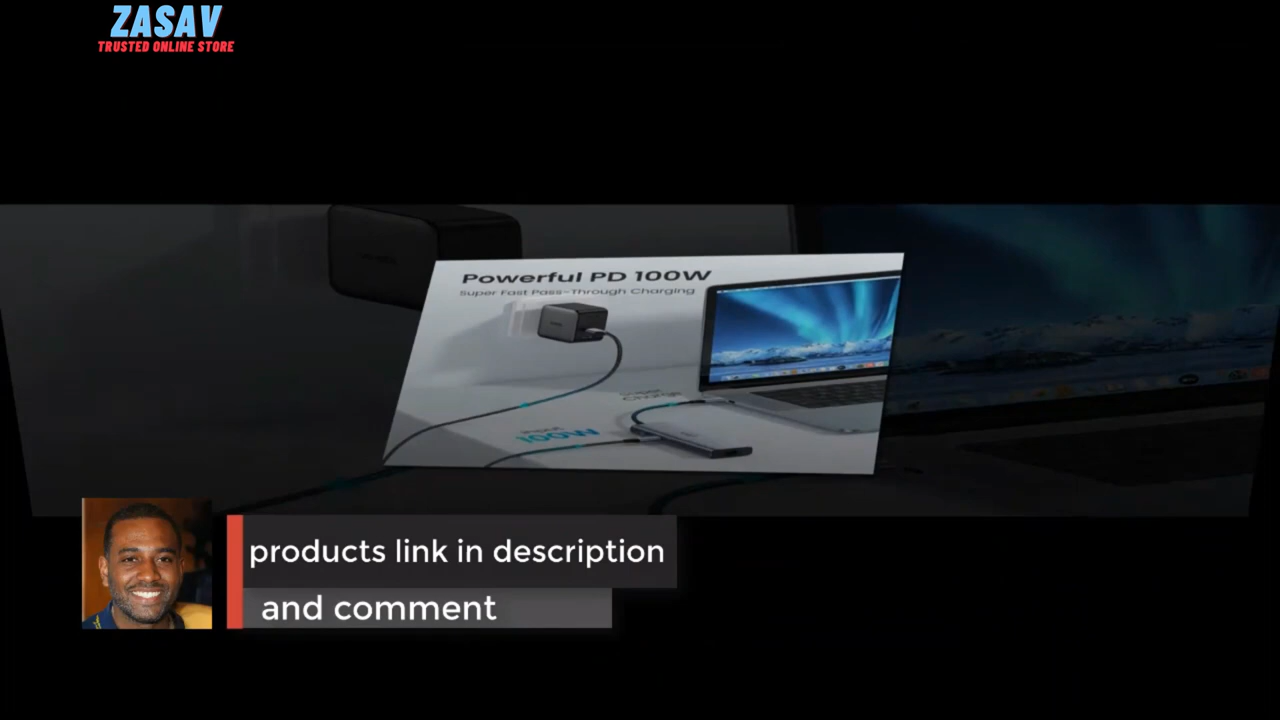 ZASAV
TRUSTED ONLINE STORE
Powerful PD 100W
Super Fast Pass-Through Charging
Charge
100W
products link in description
and comment